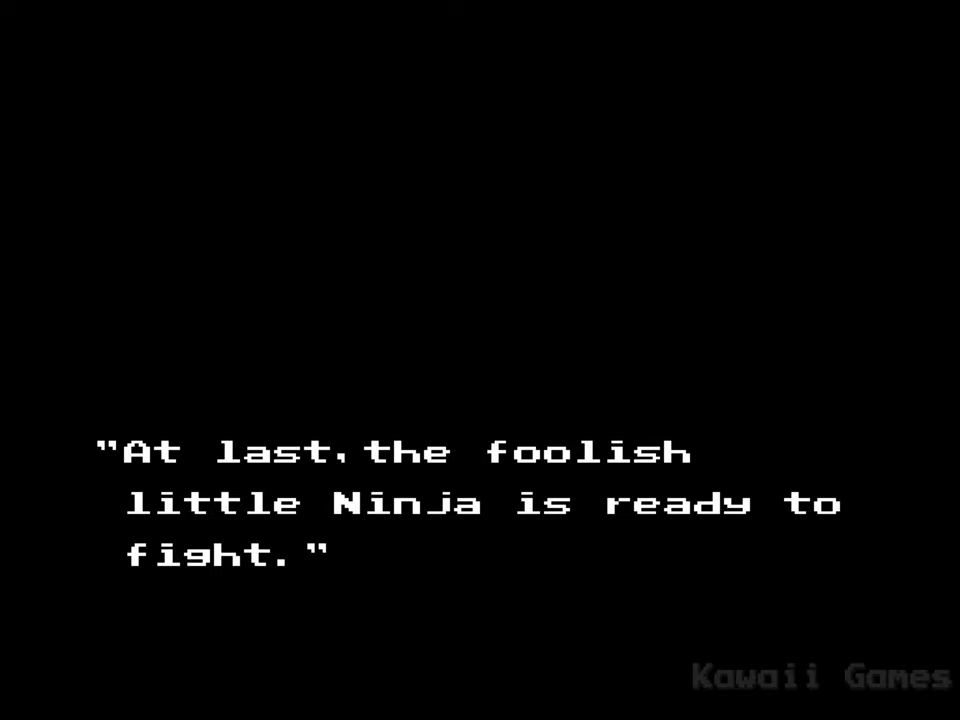 "At last,the foolish
little Ninja is ready to
fight."
Kawaii Games